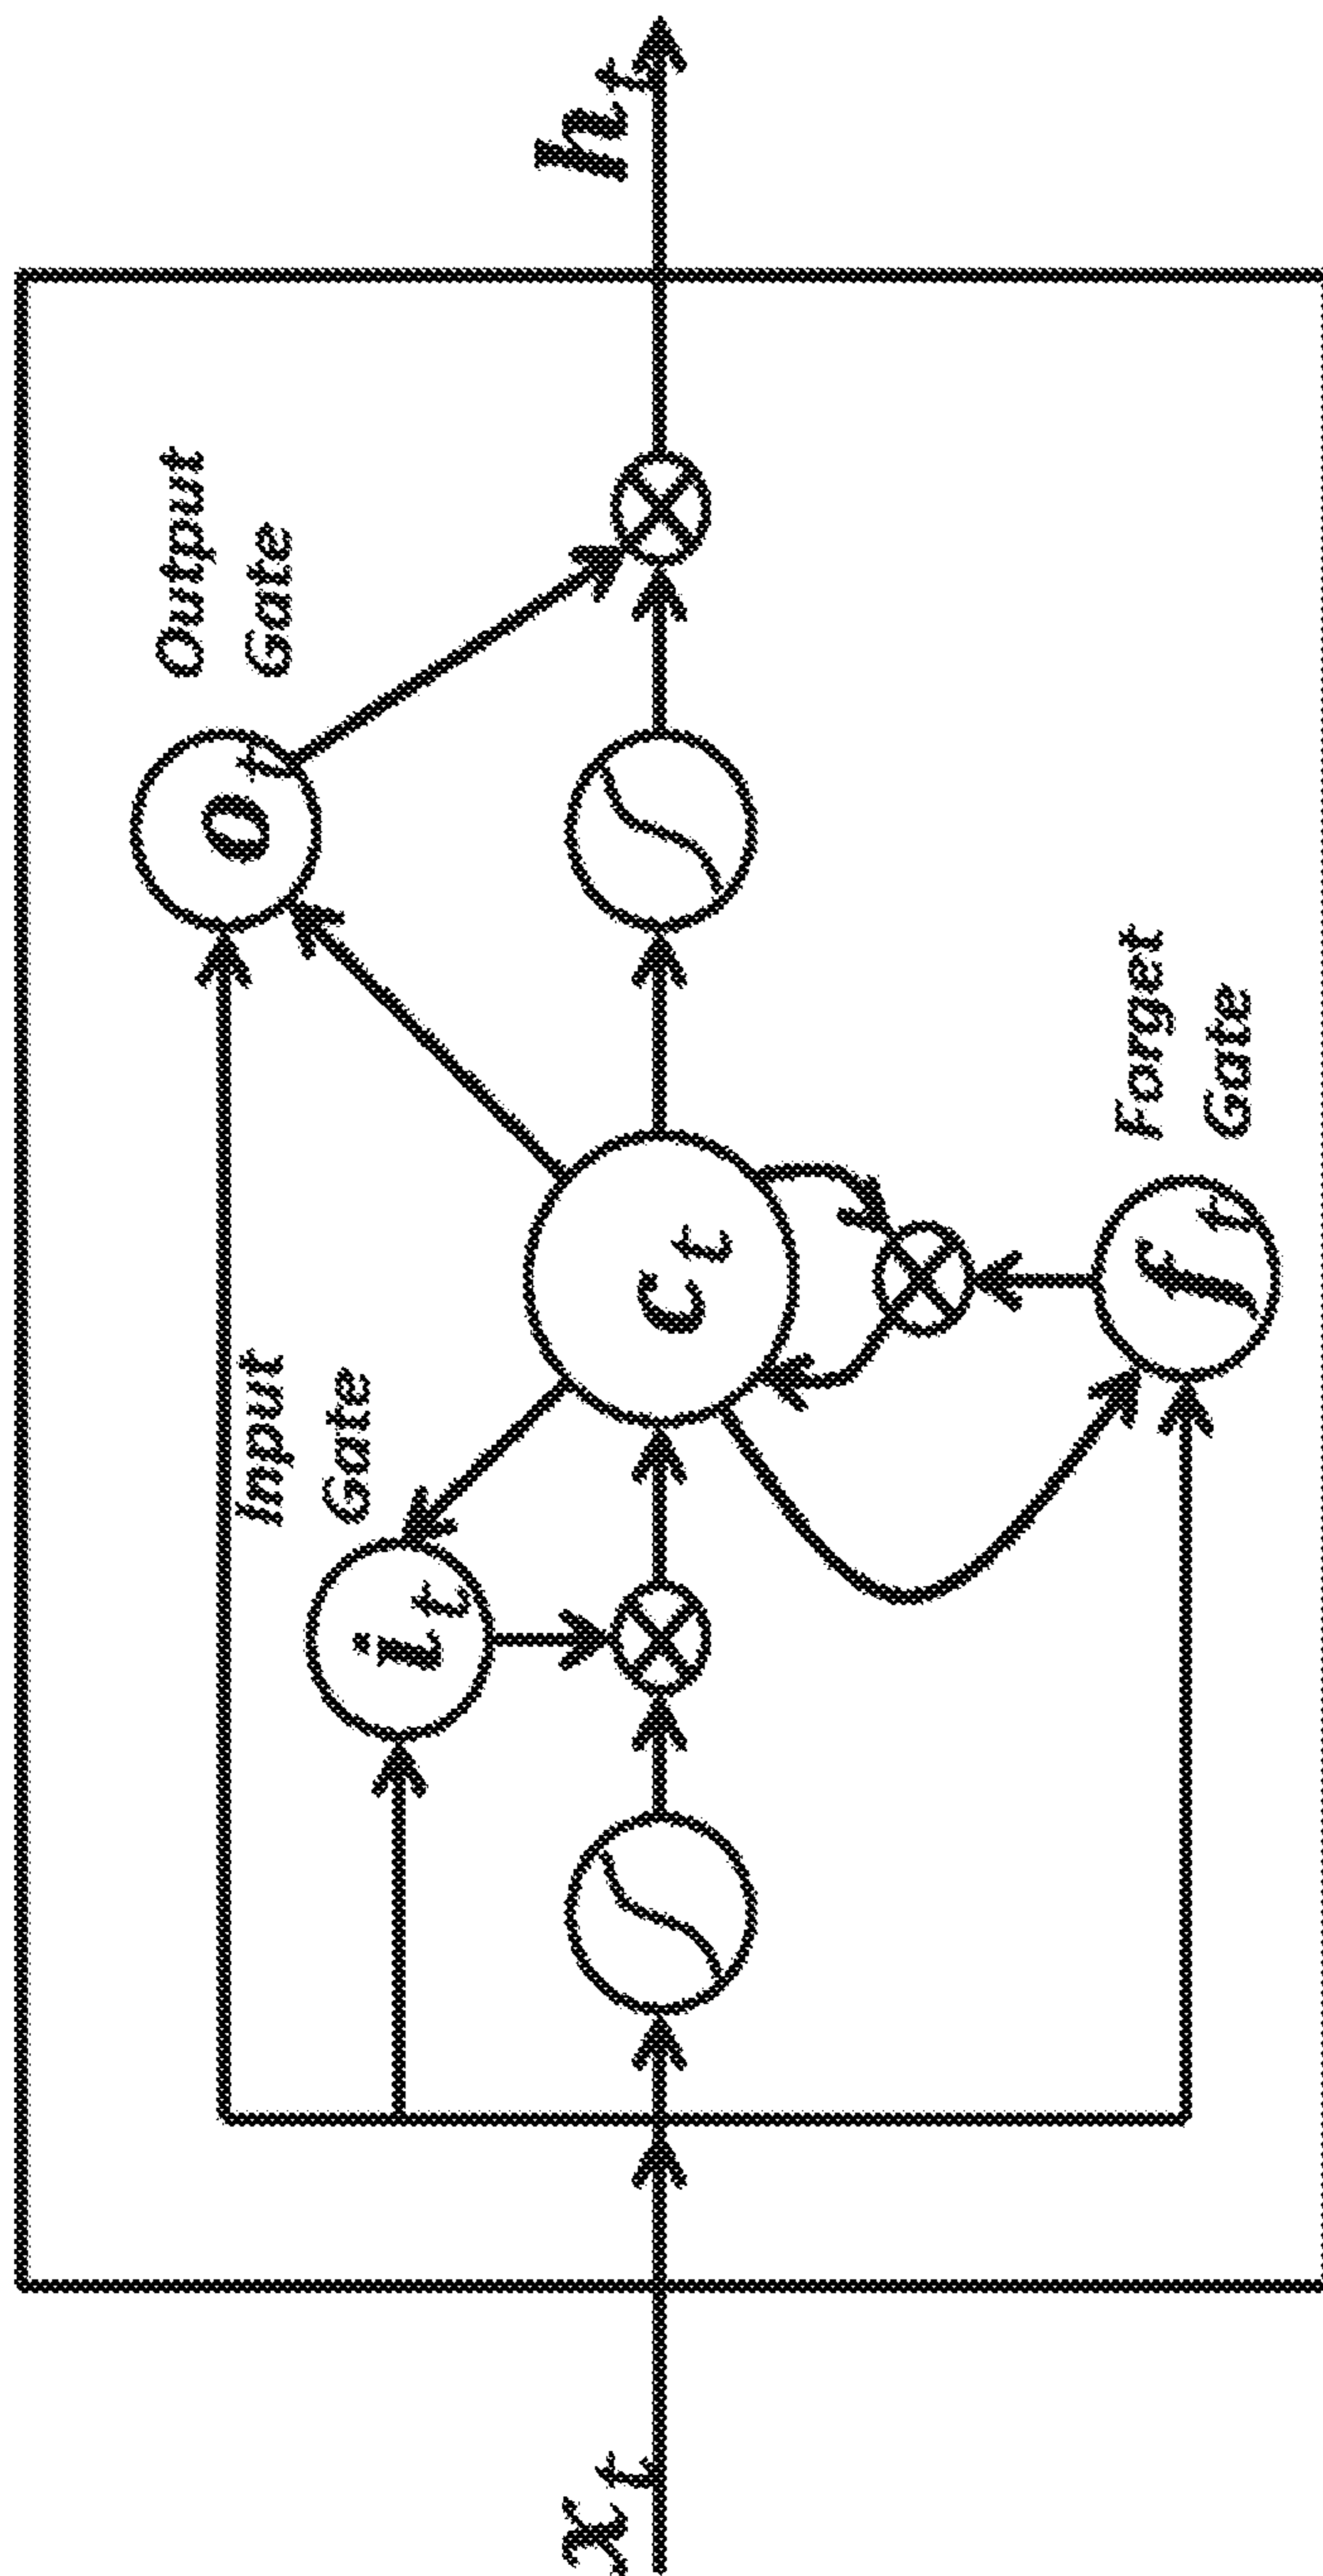 x_t
Input
Gate
i_t
Output
Gate
o_t
c_t
f_t
Forget
Gate
h_t